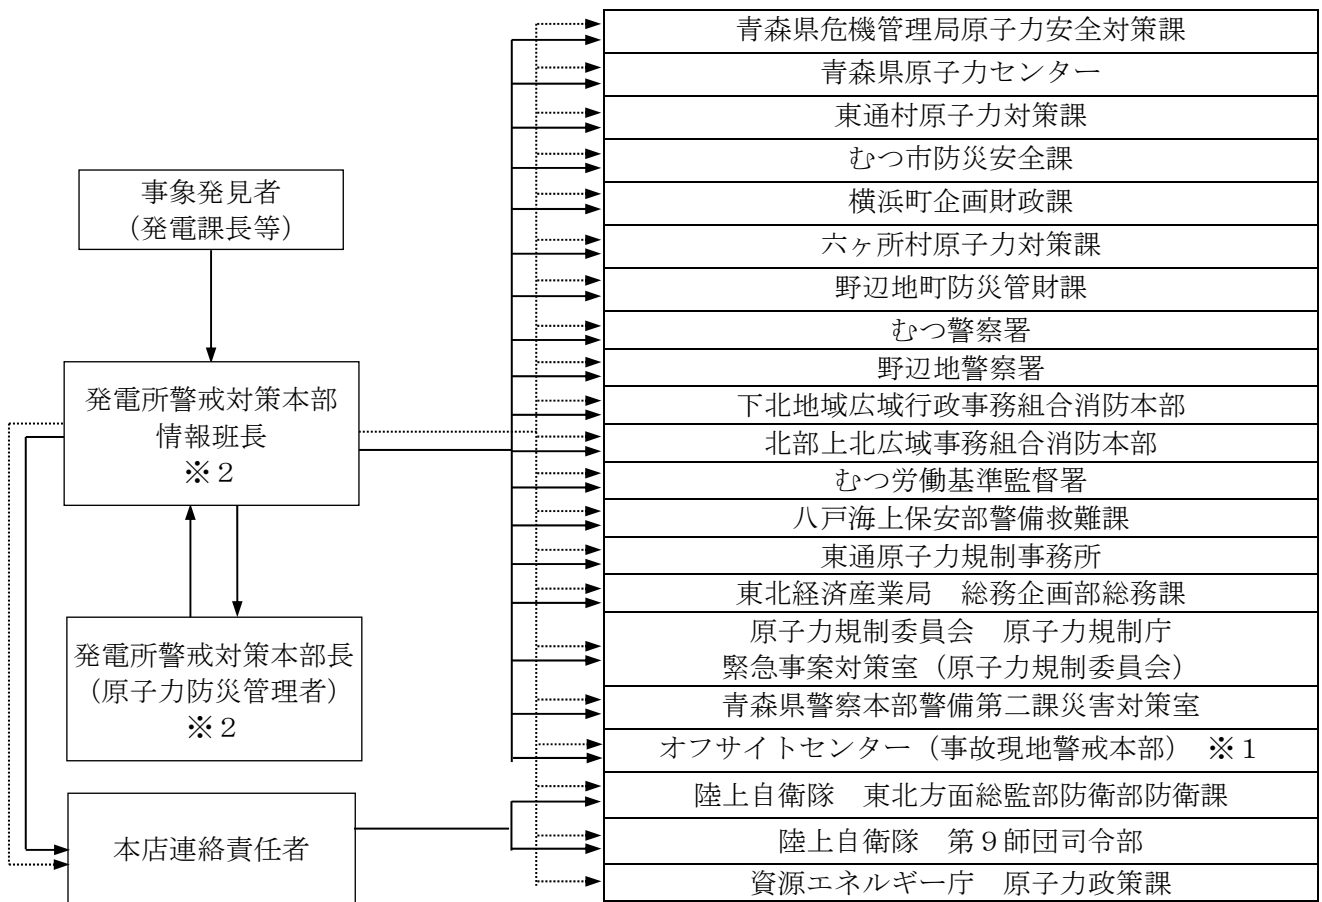 事象発見者
(発電課長等)
発電所警戒対策本部
情報班長
※2
発電所警戒対策本部長
(原子力防災管理者)
※2
本店連絡責任者
青森県危機管理局原子力安全対策課
青森県原子力センター
東通村原子力対策課
むつ市防災安全課
横浜町企画財政課
六ヶ所村原子力対策課
野辺地町防災管財課
むつ警察署
野辺地警察署
下北地域広域行政事務組合消防本部
北部上北広域事務組合消防本部
むつ労働基準監督署
八戸海上保安部警備救難課
東通原子力規制事務所
東北経済産業局 総務企画部総務課
原子力規制委員会 原子力規制庁
緊急事案対策室(原子力規制委員会)
青森県警察本部警備第二課災害対策室
オフサイトセンター(事故現地警戒本部) ※1
陸上自衛隊 東北方面総監部防衛部防衛課
陸上自衛隊 第9師団司令部
資源エネルギー庁 原子力政策課